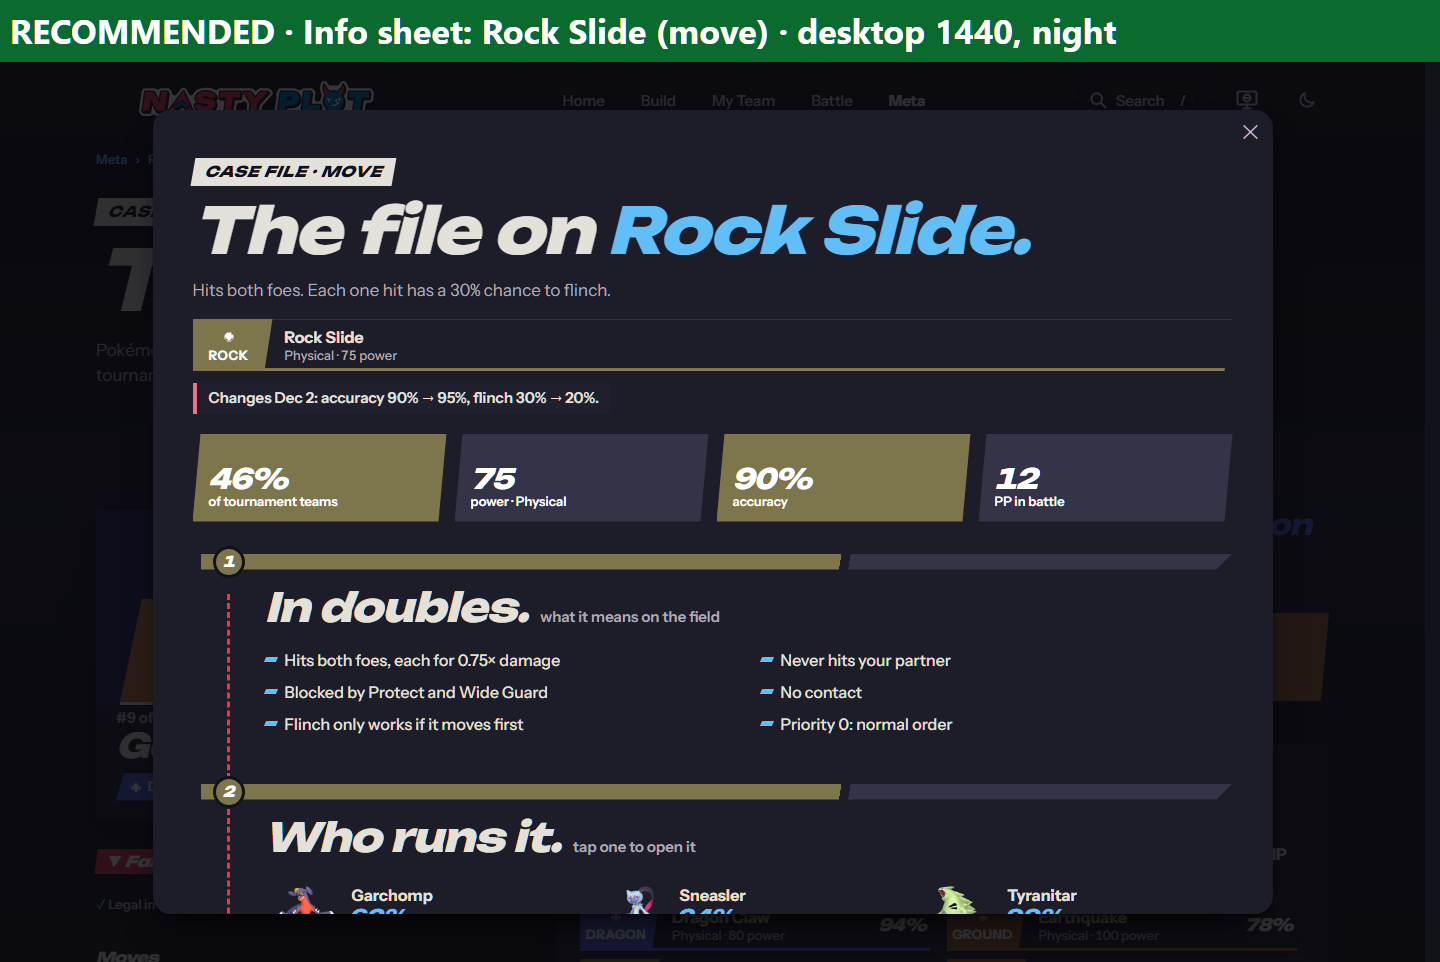 RECOMMENDED · Info sheet: Rock Slide (move) · desktop 1440, night
NASTY PLOT
Home Build My Team Battle Meta
Search /
Meta ›
CASE FILE · MOVE
The file on Rock Slide.
Hits both foes. Each one hit has a 30% chance to flinch.
ROCK
Rock Slide
Physical · 75 power
Changes Dec 2: accuracy 90% → 95%, flinch 30% → 20%.
46%
of tournament teams
75
power · Physical
90%
accuracy
12
PP in battle
1
In doubles. what it means on the field
Hits both foes, each for 0.75× damage
Never hits your partner
Blocked by Protect and Wide Guard
No contact
Flinch only works if it moves first
Priority 0: normal order
2
Who runs it. tap one to open it
Garchomp
Sneasler
Tyranitar
#9 of
✓ Legal in
Moves
DRAGON
Dragon Claw
Physical · 80 power
94%
GROUND
Earthquake
Physical · 100 power
78%